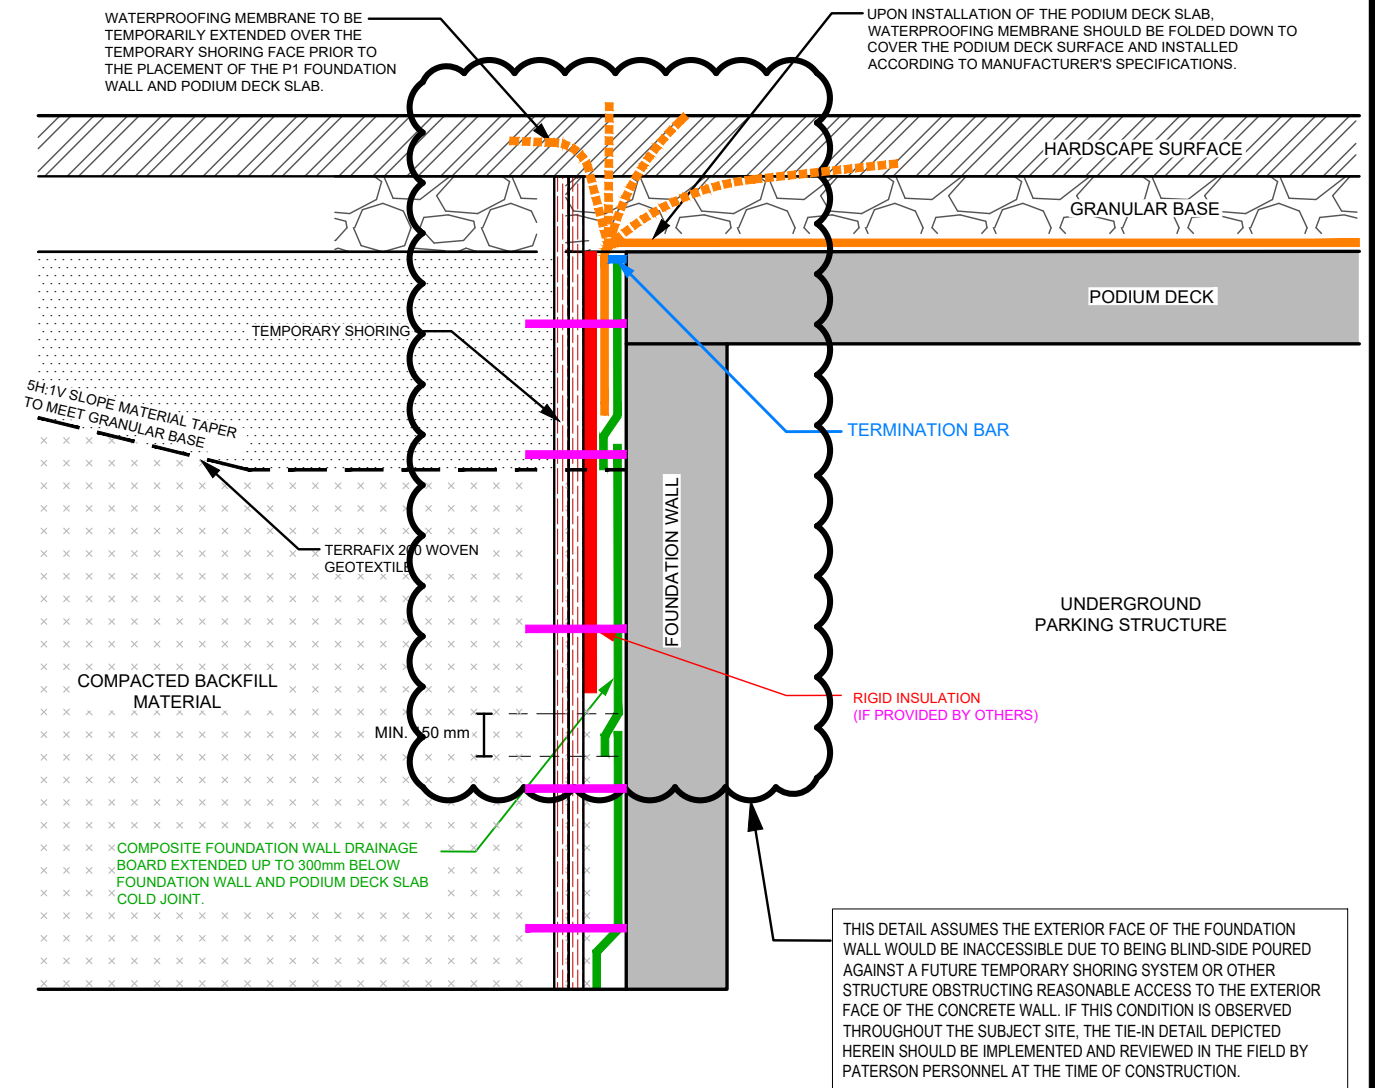 WATERPROOFING MEMBRANE TO BE
TEMPORARILY EXTENDED OVER THE
TEMPORARY SHORING FACE PRIOR TO
THE PLACEMENT OF THE P1 FOUNDATION
WALL AND PODIUM DECK SLAB.
UPON INSTALLATION OF THE PODIUM DECK SLAB,
WATERPROOFING MEMBRANE SHOULD BE FOLDED DOWN TO
COVER THE PODIUM DECK SURFACE AND INSTALLED
ACCORDING TO MANUFACTURER'S SPECIFICATIONS.
HARDSCAPE SURFACE
GRANULAR BASE
PODIUM DECK
TEMPORARY SHORING
5H:1V SLOPE MATERIAL TAPER
TO MEET GRANULAR BASE
TERMINATION BAR
FOUNDATION WALL
TERRAFIX 200 WOVEN
GEOTEXTILE
UNDERGROUND
PARKING STRUCTURE
COMPACTED BACKFILL
MATERIAL
RIGID INSULATION
(IF PROVIDED BY OTHERS)
MIN. 150 mm
COMPOSITE FOUNDATION WALL DRAINAGE
BOARD EXTENDED UP TO 300mm BELOW
FOUNDATION WALL AND PODIUM DECK SLAB
COLD JOINT.
THIS DETAIL ASSUMES THE EXTERIOR FACE OF THE FOUNDATION
WALL WOULD BE INACCESSIBLE DUE TO BEING BLIND-SIDE POURED
AGAINST A FUTURE TEMPORARY SHORING SYSTEM OR OTHER
STRUCTURE OBSTRUCTING REASONABLE ACCESS TO THE EXTERIOR
FACE OF THE CONCRETE WALL. IF THIS CONDITION IS OBSERVED
THROUGHOUT THE SUBJECT SITE, THE TIE-IN DETAIL DEPICTED
HEREIN SHOULD BE IMPLEMENTED AND REVIEWED IN THE FIELD BY
PATERSON PERSONNEL AT THE TIME OF CONSTRUCTION.